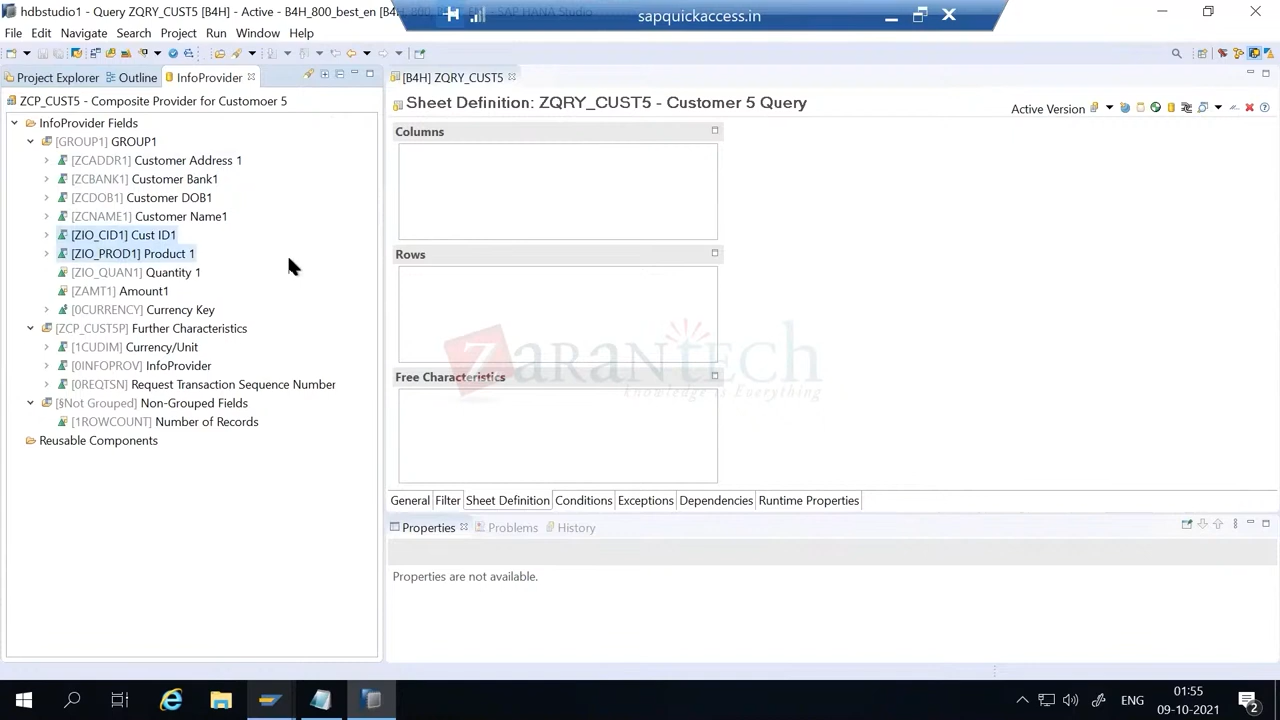 hdbstudio1 - Query ZQRY_CUST5 [B4H] - Active - B4H_800_best_en
sapquickaccess.in
File Edit Navigate Search Project Run Window Help
Project Explorer Outline InfoProvider
[B4H] ZQRY_CUST5
ZCP_CUST5P - Composite Provider for Customoer 5
Sheet Definition: ZQRY_CUST5 - Customer 5 Query
Active Version
InfoProvider Fields
[GROUP1] GROUP1
[ZCADDR1] Customer Address 1
[ZCBANK1] Customer Bank1
[ZCDOB1] Customer DOB1
[ZCNAME1] Customer Name1
[ZIO_CID1] Cust ID1
[ZIO_PROD1] Product 1
[ZIO_QUAN1] Quantity 1
[ZAMT1] Amount1
[0CURRENCY] Currency Key
[ZCP_CUST5P] Further Characteristics
[1CUDIM] Currency/Unit
[0INFOPROV] InfoProvider
[0REQTSN] Request Transaction Sequence Number
[§Not Grouped] Non-Grouped Fields
[1ROWCOUNT] Number of Records
Reusable Components
Columns
Rows
Free Characteristics
ZARANTECH
Knowledge is Everything
General Filter Sheet Definition Conditions Exceptions Dependencies Runtime Properties
Properties Problems History
Properties are not available.
ENG
01:55
09-10-2021
2